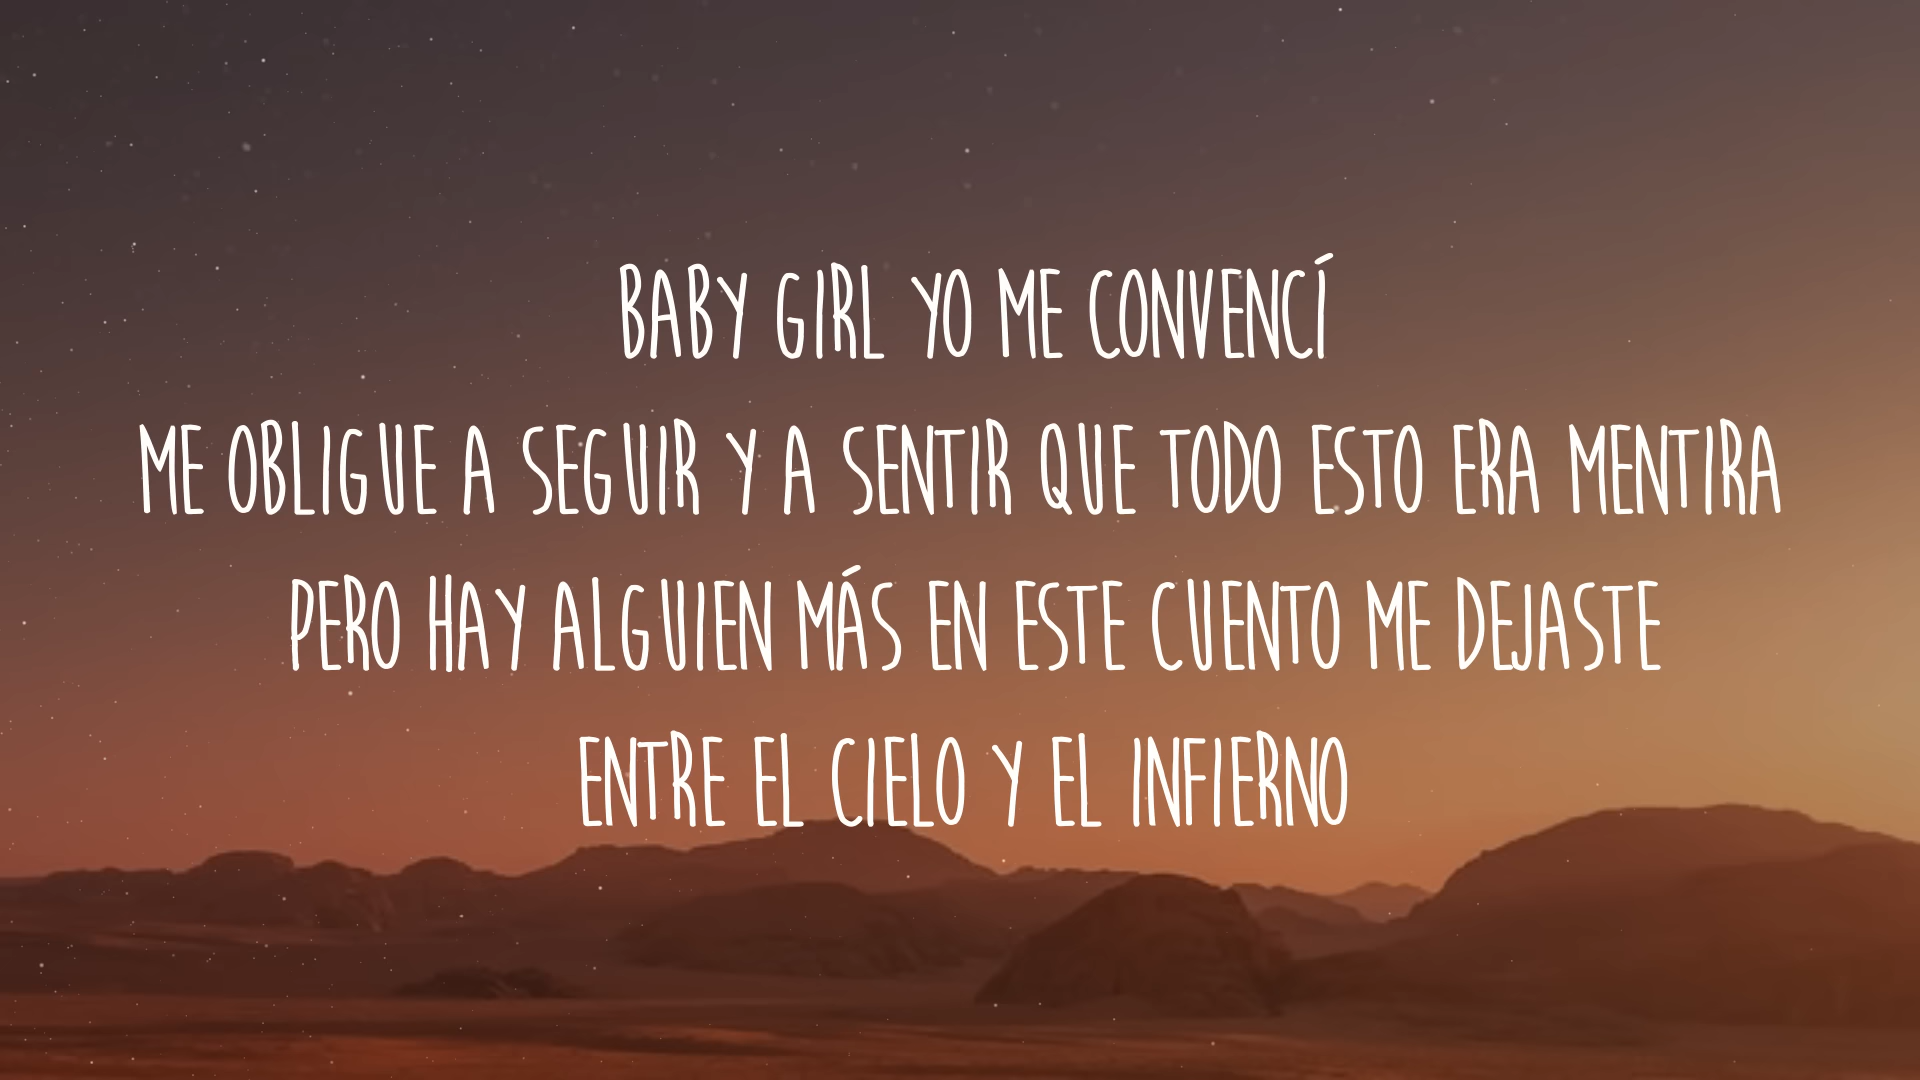 BABY GIRL YO ME CONVENCÍ
ME OBLIGUE A SEGUIR Y A SENTIR QUE TODO ESTO ERA MENTIRA
PERO HAY ALGUIEN MÁS EN ESTE CUENTO ME DEJASTE
ENTRE EL CIELO Y EL INFIERNO